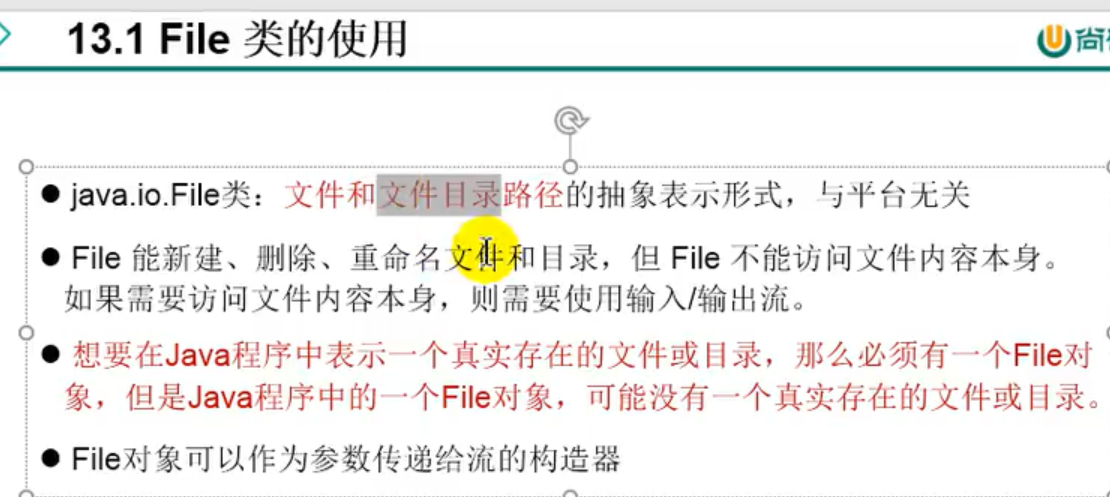 13.1 File 类的使用
尚
● java.io.File类：文件和文件目录路径的抽象表示形式，与平台无关
● File 能新建、删除、重命名文件和目录，但 File 不能访问文件内容本身。
如果需要访问文件内容本身，则需要使用输入/输出流。
● 想要在Java程序中表示一个真实存在的文件或目录，那么必须有一个File对
象，但是Java程序中的一个File对象，可能没有一个真实存在的文件或目录。
● File对象可以作为参数传递给流的构造器